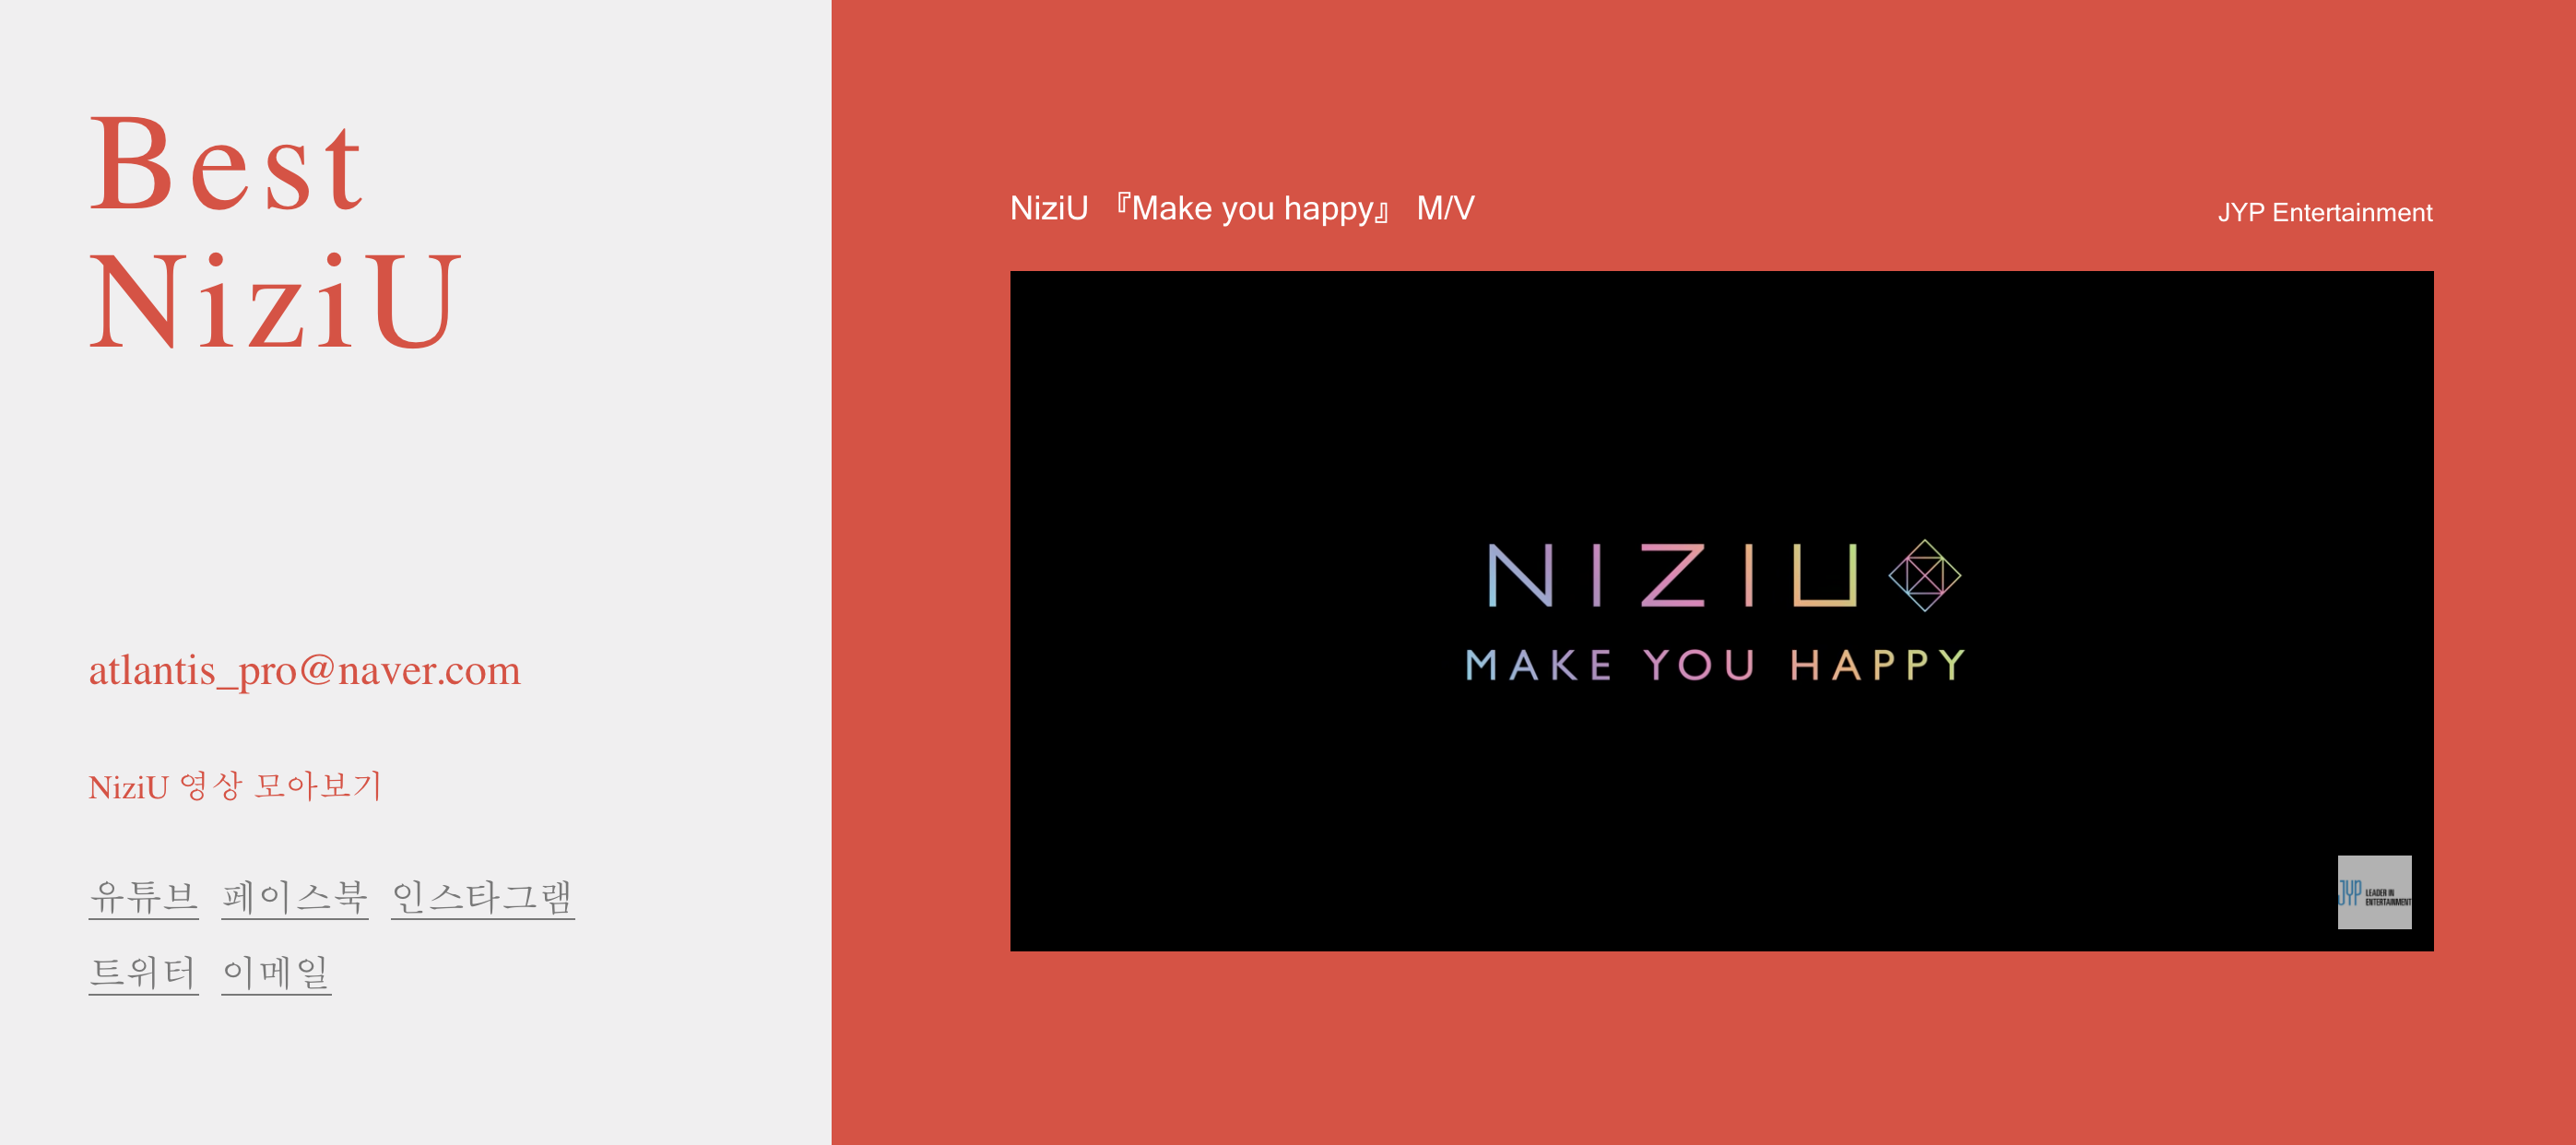 Best
NiziU
atlantis_pro@naver.com
NiziU 영상 모아보기
유튜브 페이스북 인스타그램
트위터 이메일
NiziU 『Make you happy』 M/V
JYP Entertainment
NIZIU
MAKE YOU HAPPY
JYP LEADER IN
ENTERTAINMENT